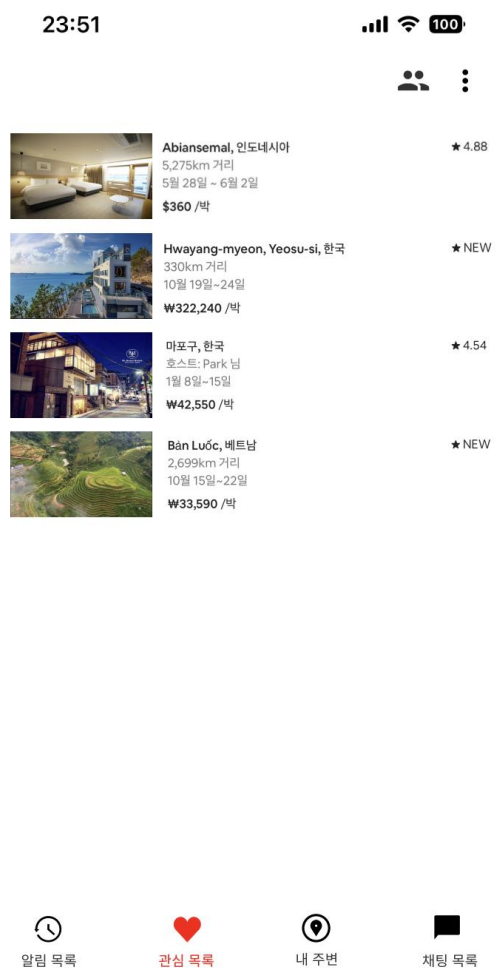 23:51
100
Abiansemal, 인도네시아
★ 4.88
5,275km 거리
5월 28일 ~ 6월 2일
$360 /박
Hwayang-myeon, Yeosu-si, 한국
★ NEW
330km 거리
10월 19일~24일
₩322,240 /박
마포구, 한국
★ 4.54
호스트: Park 님
1월 8일~15일
₩42,550 /박
Bản Luốc, 베트남
★ NEW
2,699km 거리
10월 15일~22일
₩33,590 /박
알림 목록
관심 목록
내 주변
채팅 목록